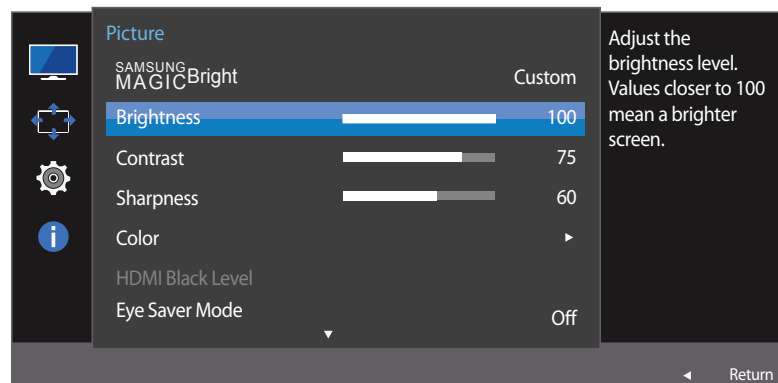 Picture
SAMSUNG
MAGICBright Custom
Brightness 100
Contrast 75
Sharpness 60
Color
HDMI Black Level
Eye Saver Mode Off
Adjust the
brightness level.
Values closer to 100
mean a brighter
screen.
Return